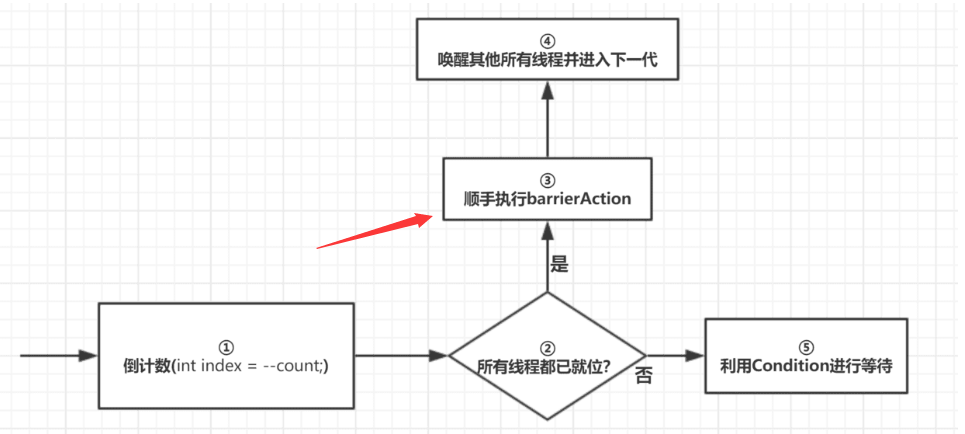 ④
唤醒其他所有线程并进入下一代
③
顺手执行barrierAction
是
①
倒计数(int index = --count;)
②
所有线程都已就位?
否
⑤
利用Condition进行等待